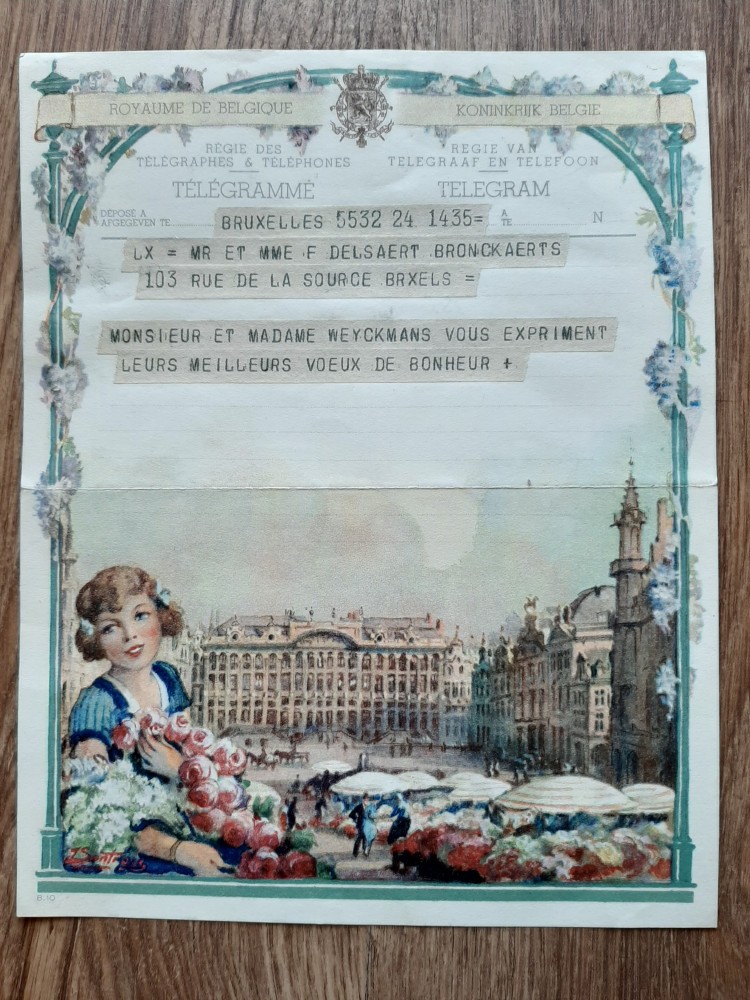 ROYAUME DE BELGIQUE
KONINKRIJK BELGIE
RÉGIE DES
TÉLÉGRAPHES & TÉLÉPHONES
REGIE VAN
TELEGRAAF EN TELEFOON
TÉLÉGRAMME
TELEGRAM
DÉPOSÉ A
AFGEGEVEN TE
BRUXELLES 5532 24 1435=
A
TE
N
LX = MR ET MME F DELSAERT BRONCKAERTS
103 RUE DE LA SOURCE BRXELS =
MONSIEUR ET MADAME WEYCKMANS VOUS EXPRIMENT
LEURS MEILLEURS VOEUX DE BONHEUR +
B.10